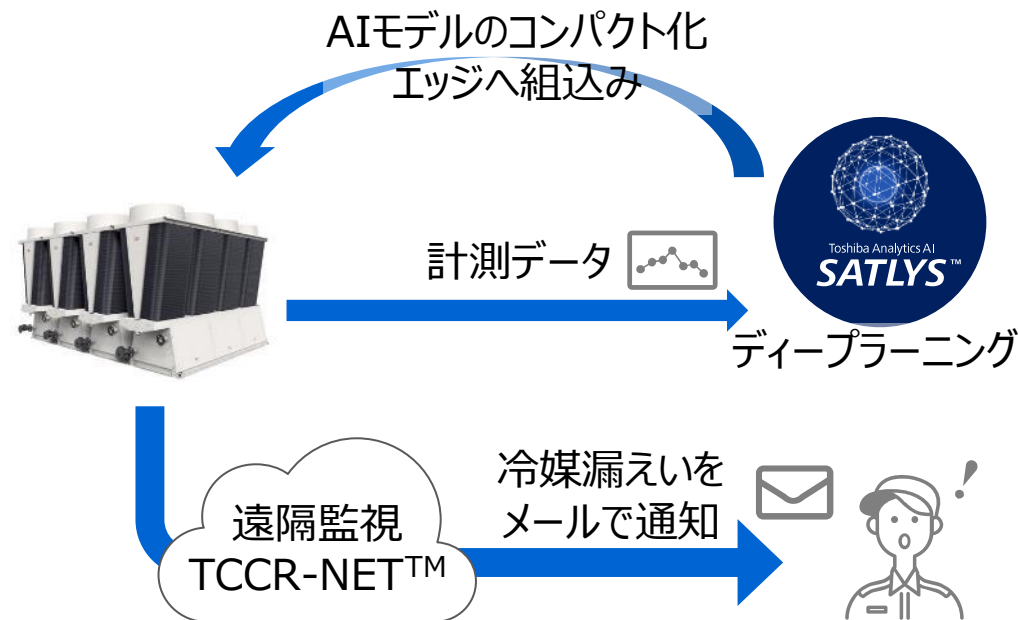 AIモデルのコンパクト化
エッジへ組込み
計測データ
Toshiba Analytics AI
SATLYS™
ディープラーニング
冷媒漏えいを
メールで通知
遠隔監視
TCCR-NET™